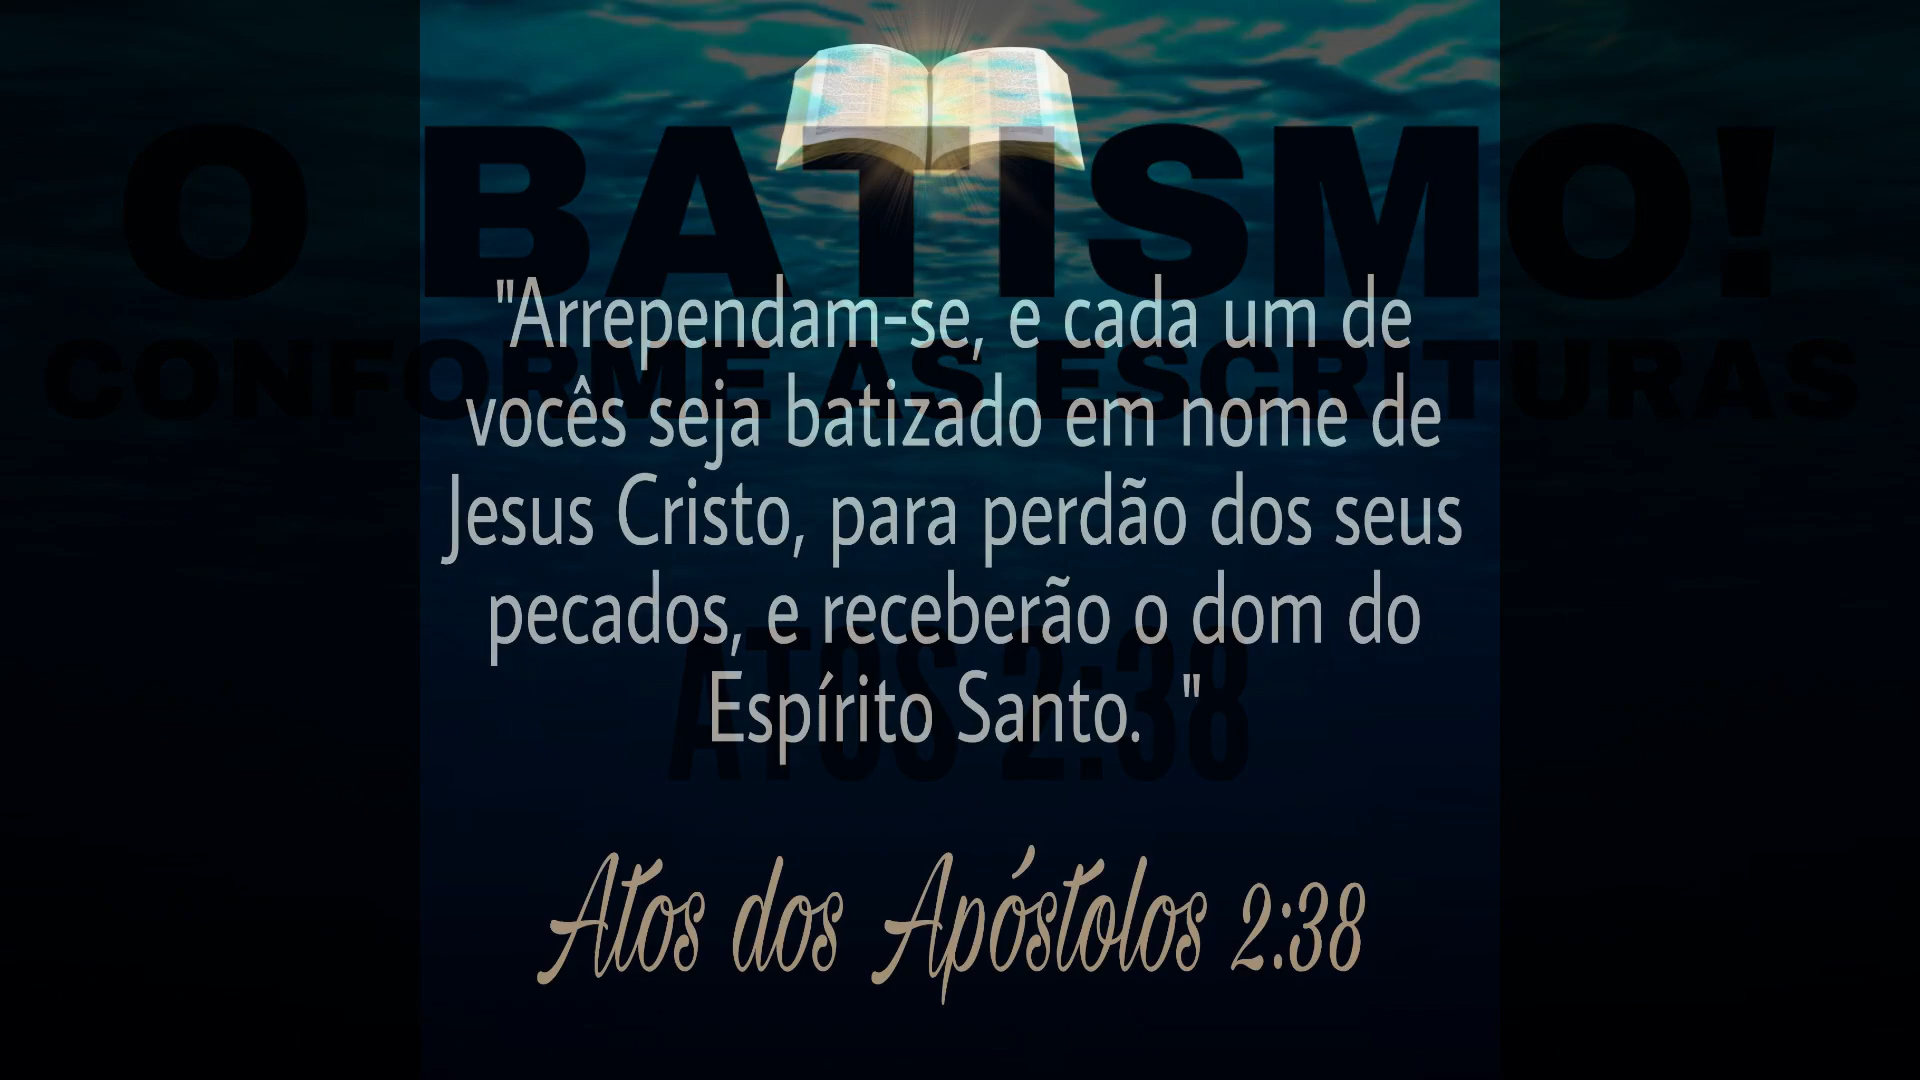 O BATISMO!
CONFORME AS ESCRITURAS
ATOS 2:38
"Arrependam-se, e cada um de
vocês seja batizado em nome de
Jesus Cristo, para perdão dos seus
pecados, e receberão o dom do
Espírito Santo. "
Atos dos Apóstolos 2:38